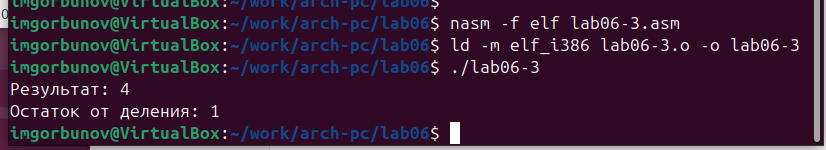 imgorbunov@VirtualBox:~/work/arch-pc/lab06$
imgorbunov@VirtualBox:~/work/arch-pc/lab06$ nasm -f elf lab06-3.asm
imgorbunov@VirtualBox:~/work/arch-pc/lab06$ ld -m elf_i386 lab06-3.o -o lab06-3
imgorbunov@VirtualBox:~/work/arch-pc/lab06$ ./lab06-3
Результат: 4
Остаток от деления: 1
imgorbunov@VirtualBox:~/work/arch-pc/lab06$